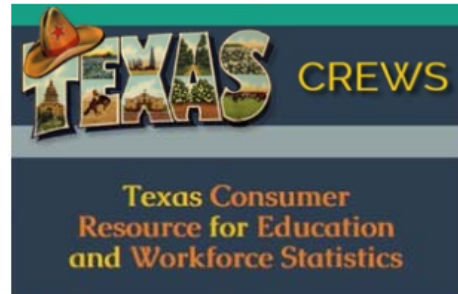 TEXAS CREWS
Texas Consumer
Resource for Education
and Workforce Statistics